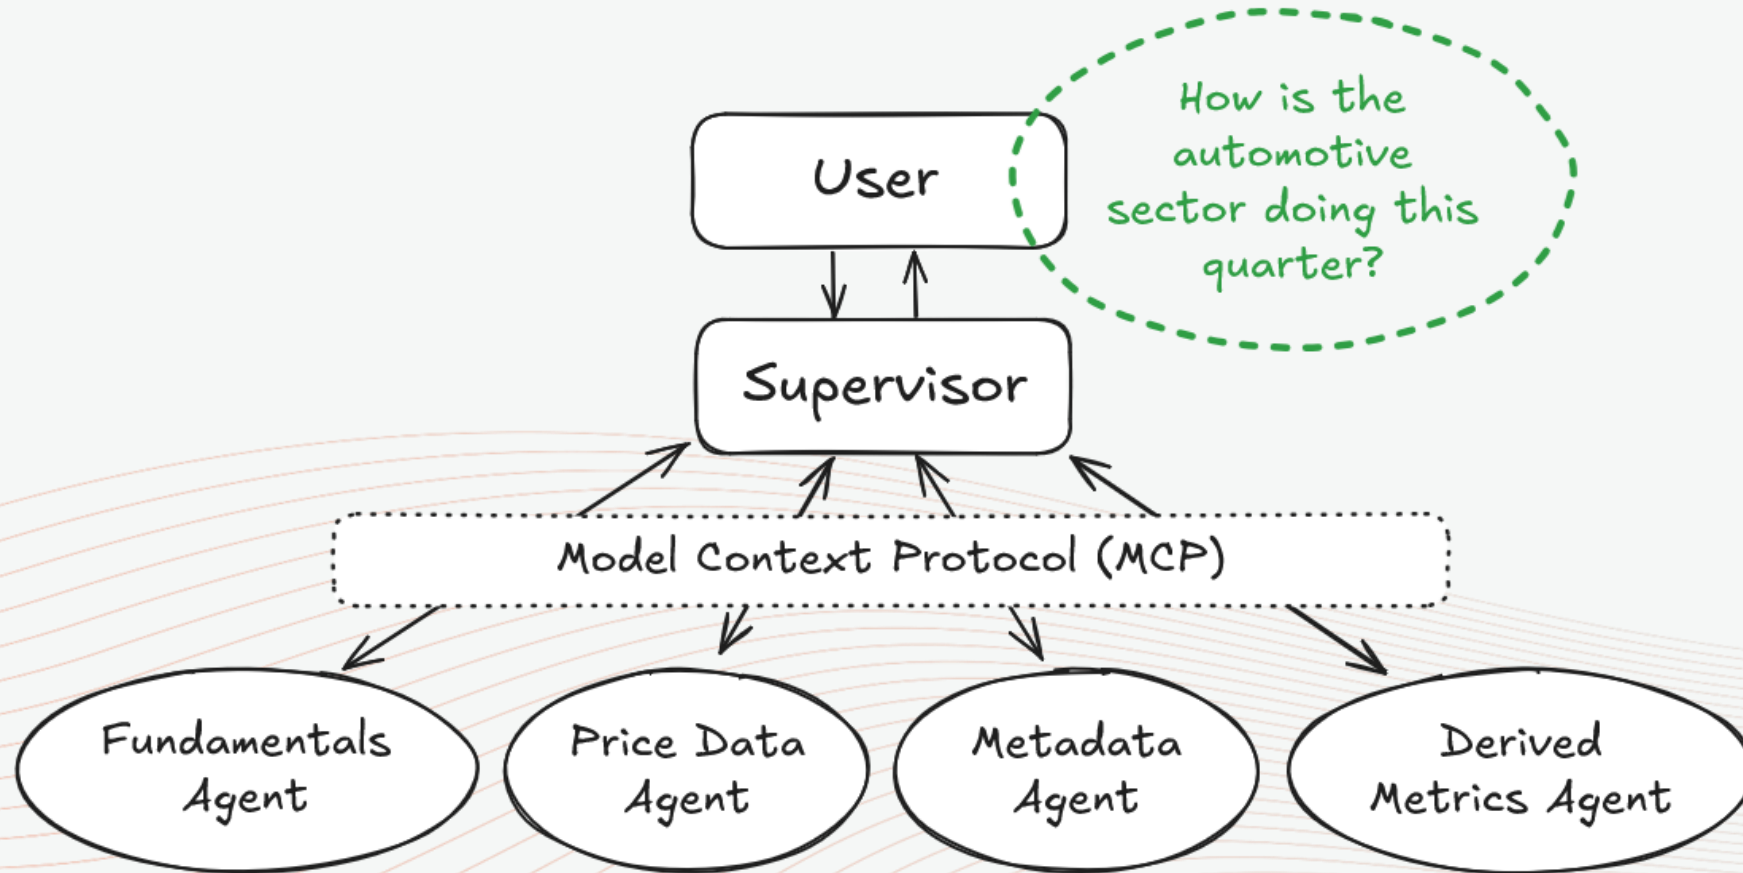 How is the
automotive
sector doing this
quarter?
User
Supervisor
Model Context Protocol (MCP)
Fundamentals
Agent
Price Data
Agent
Metadata
Agent
Derived
Metrics Agent